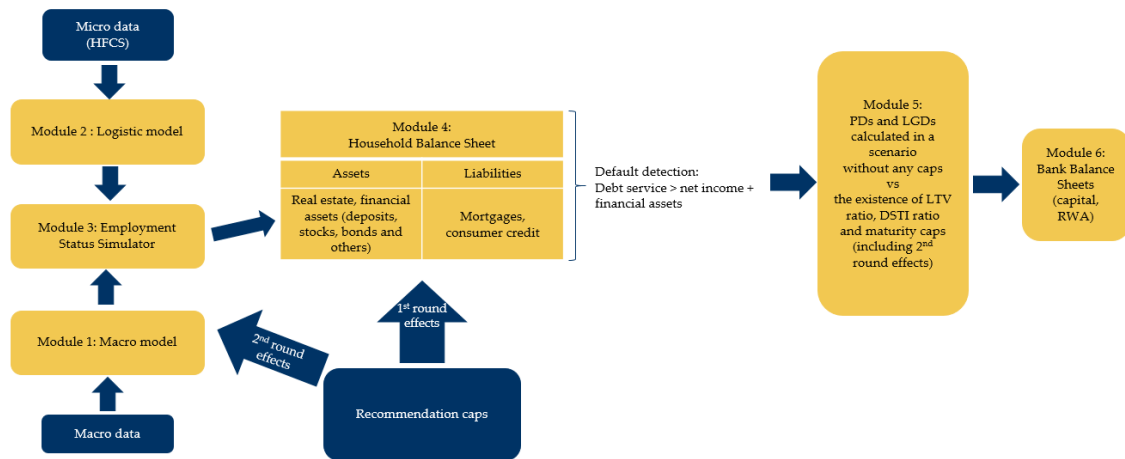 Micro data
(HFCS)
Module 2 : Logistic model
Module 3: Employment
Status Simulator
Module 1: Macro model
Macro data
Module 4:
Household Balance Sheet
Assets
Liabilities
Real estate, financial
assets (deposits,
stocks, bonds and
others)
Mortgages,
consumer credit
1st round
effects
2nd round
effects
Recommendation caps
Default detection:
Debt service > net income +
financial assets
Module 5:
PDs and LGDs
calculated in a
scenario
without any caps
vs
the existence of LTV
ratio, DSTI ratio
and maturity caps
(including 2nd
round effects)
Module 6:
Bank Balance
Sheets
(capital,
RWA)